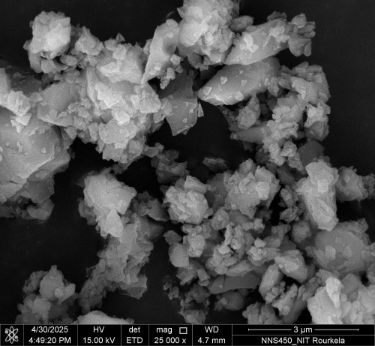 4/30/2025 HV det mag □ WD 3 µm
4:49:20 PM 15.00 kV ETD 25 000 x 4.7 mm NNS450_NIT Rourkela